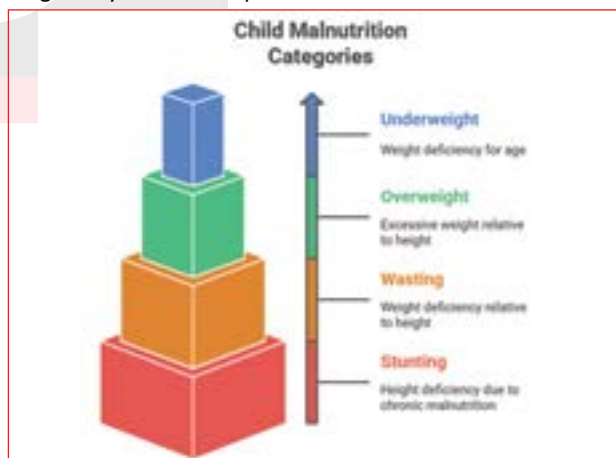 Child Malnutrition
Categories
Underweight
Weight deficiency for age
Overweight
Excessive weight relative
to height
Wasting
Weight deficiency relative
to height
Stunting
Height deficiency due to
chronic malnutrition